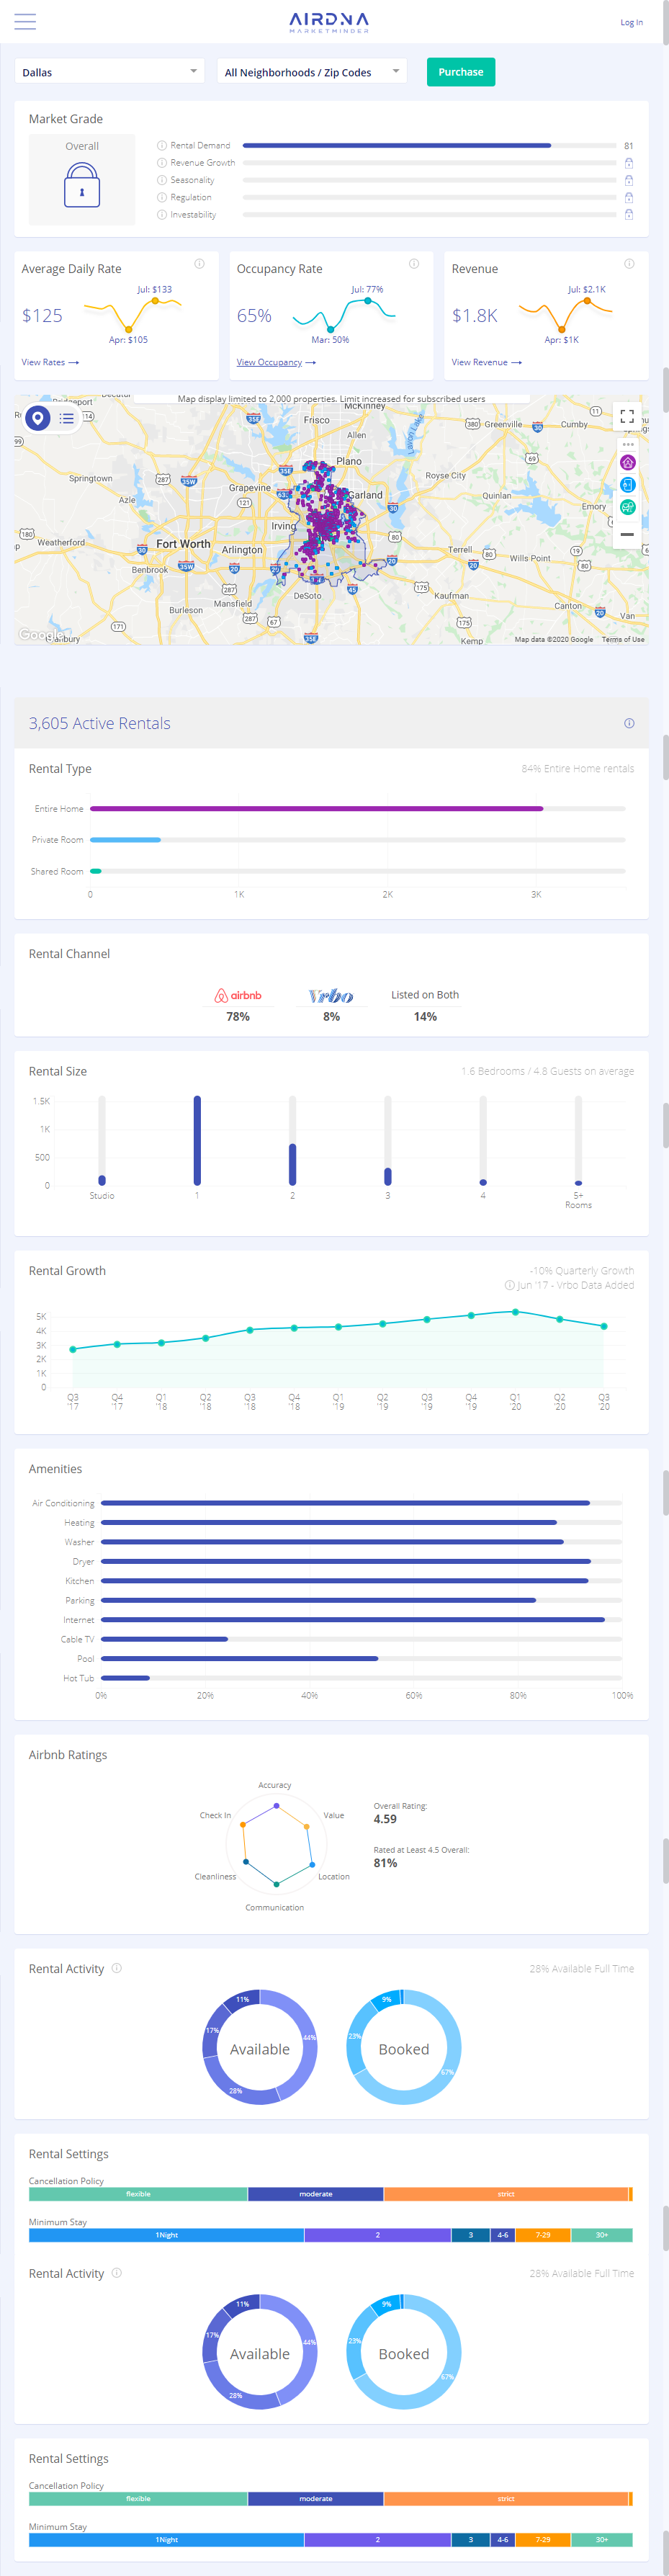 AIRDNA
MARKETMINDER
Log In
Dallas
All Neighborhoods / Zip Codes
Purchase
Market Grade
Overall
Rental Demand 81
Revenue Growth
Seasonality
Regulation
Investability
Average Daily Rate
Jul: $133
$125
Apr: $105
View Rates
Occupancy Rate
Jul: 77%
65%
Mar: 50%
View Occupancy
Revenue
Jul: $2.1K
$1.8K
Apr: $1K
View Revenue
Map display limited to 2,000 properties. Limit increased for subscribed users
McKinney
Frisco
Greenville
Cumby
Allen
Lavon Lake
Plano
Springtown
Grapevine
Royse City
Azle
Garland
Quinlan
Emory
Irving
Weatherford
Fort Worth
Arlington
Terrell
Wills Point
Benbrook
DeSoto
Kaufman
Mansfield
Burleson
Canton
Van
Google
Kemp
Map data ©2020 Google
Terms of Use
3,605 Active Rentals
Rental Type
84% Entire Home rentals
Entire Home
Private Room
Shared Room
0 1K 2K 3K
Rental Channel
airbnb Vrbo Listed on Both
78% 8% 14%
Rental Size
1.6 Bedrooms / 4.8 Guests on average
1.5K
1K
500
0
Studio 1 2 3 4 5+
Rooms
Rental Growth
-10% Quarterly Growth
Jun '17 - Vrbo Data Added
5K
4K
3K
2K
1K
0
Q3 Q4 Q1 Q2 Q3 Q4 Q1 Q2 Q3 Q4 Q1 Q2 Q3
'17 '17 '18 '18 '18 '18 '19 '19 '19 '19 '20 '20 '20
Amenities
Air Conditioning
Heating
Washer
Dryer
Kitchen
Parking
Internet
Cable TV
Pool
Hot Tub
0% 20% 40% 60% 80% 100%
Airbnb Ratings
Accuracy
Value
Location
Communication
Cleanliness
Check In
Overall Rating:
4.59
Rated at Least 4.5 Overall:
81%
Rental Activity
28% Available Full Time
11%
17%
44%
28%
Available
9%
23%
67%
Booked
Rental Settings
Cancellation Policy
flexible moderate strict
Minimum Stay
1Night 2 3 4-6 7-29 30+
Rental Activity
28% Available Full Time
11%
17%
44%
28%
Available
9%
23%
67%
Booked
Rental Settings
Cancellation Policy
flexible moderate strict
Minimum Stay
1Night 2 3 4-6 7-29 30+